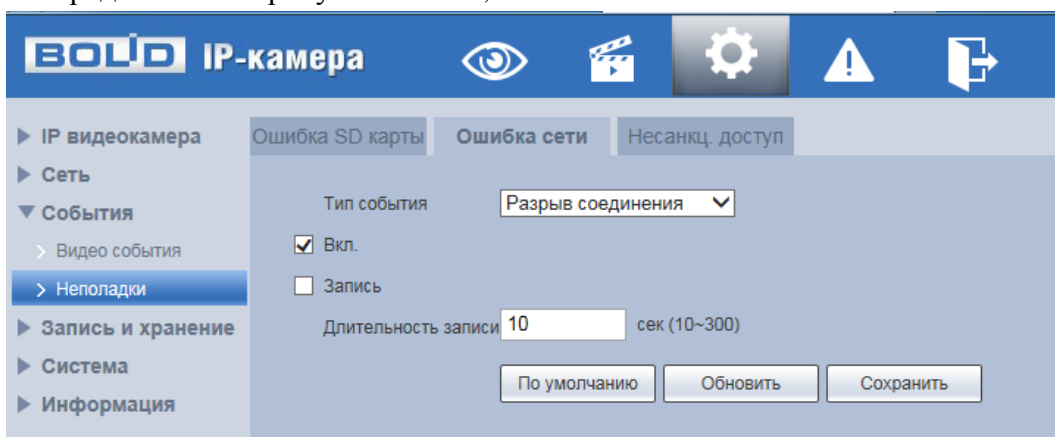 BOLID IP-камера
IP видеокамера
Сеть
События
Видео события
Неполадки
Запись и хранение
Система
Информация
Ошибка SD карты Ошибка сети Несанкц. доступ
Тип события Разрыв соединения
Вкл.
Запись
Длительность записи 10 сек (10~300)
По умолчанию Обновить Сохранить